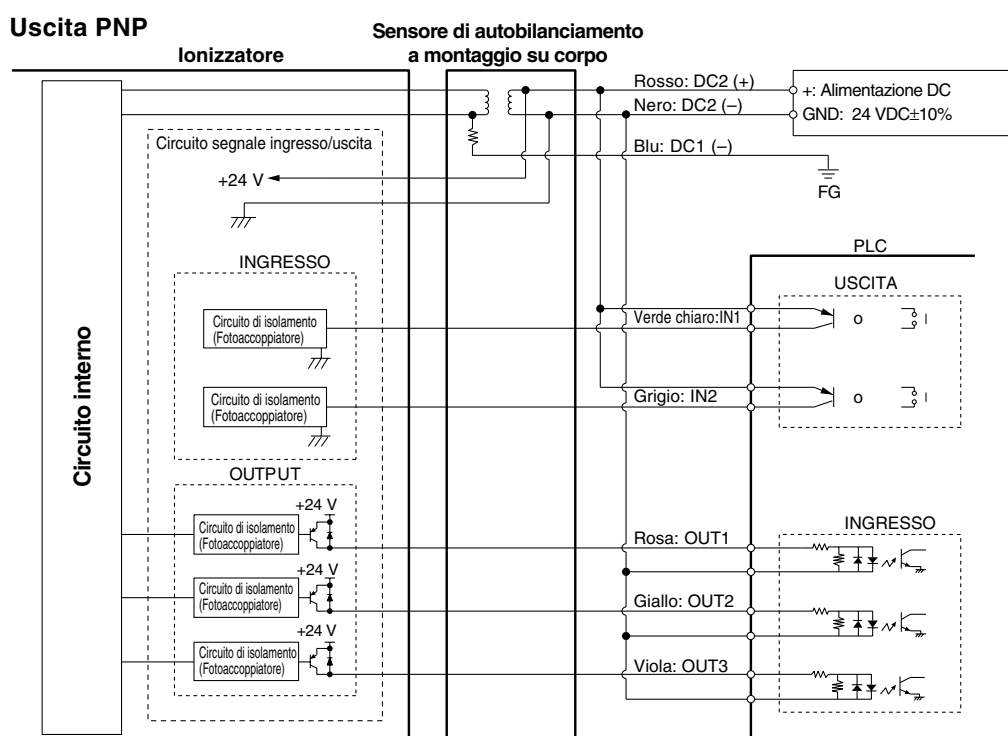 Uscita PNP
Ionizzatore
Sensore di autobilanciamento
a montaggio su corpo
Rosso: DC2 (+)
+: Alimentazione DC
Nero: DC2 (–)
GND: 24 VDC±10%
Blu: DC1 (–)
FG
Circuito segnale ingresso/uscita
+24 V
Circuito interno
INGRESSO
Circuito di isolamento
(Fotoaccoppiatore)
Circuito di isolamento
(Fotoaccoppiatore)
PLC
USCITA
Verde chiaro:IN1
o
I
Grigio: IN2
o
I
OUTPUT
+24 V
Circuito di isolamento
(Fotoaccoppiatore)
+24 V
Circuito di isolamento
(Fotoaccoppiatore)
+24 V
Circuito di isolamento
(Fotoaccoppiatore)
INGRESSO
Rosa: OUT1
Giallo: OUT2
Viola: OUT3